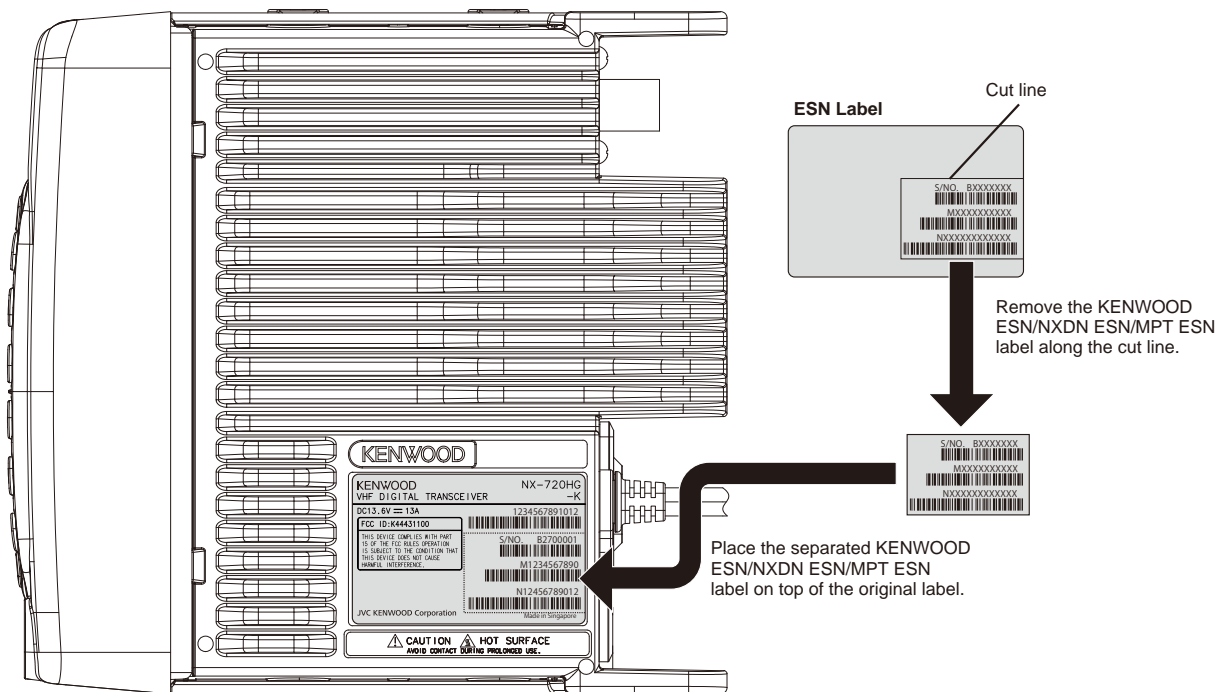 Cut line
ESN Label
S/NO. BXXXXXXX
MXXXXXXXXXX
NXXXXXXXXXXXX
Remove the KENWOOD
ESN/NXDN ESN/MPT ESN
label along the cut line.
S/NO. BXXXXXXX
MXXXXXXXXXX
NXXXXXXXXXXXX
Place the separated KENWOOD
ESN/NXDN ESN/MPT ESN
label on top of the original label.
KENWOOD
KENWOOD NX-720HG
VHF DIGITAL TRANSCEIVER -K
DC13.6V ⎓ 13A 1234567891012
FCC ID:K44431100
THIS DEVICE COMPLIES WITH PART
15 OF THE FCC RULES OPERATION
IS SUBJECT TO THE CONDITION THAT
THIS DEVICE DOES NOT CAUSE
HARMFUL INTERFERENCE.
S/NO. B2700001
M1234567890
N12456789012
JVC KENWOOD Corporation Made in Singapore
CAUTION HOT SURFACE
AVOID CONTACT DURING PROLONGED USE.